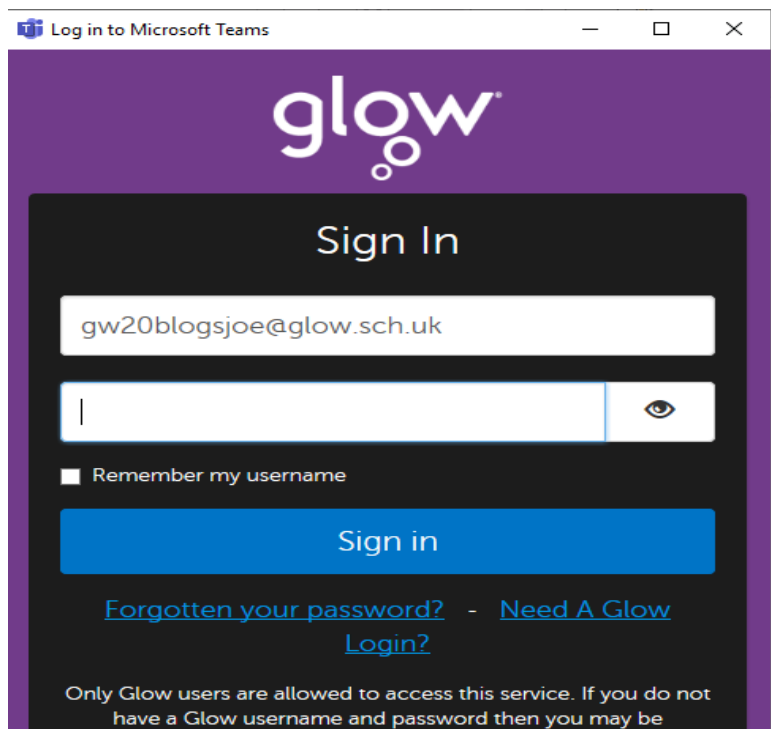 Log in to Microsoft Teams
glow
Sign In
gw20blogsjoe@glow.sch.uk
Remember my username
Sign in
Forgotten your password? - Need A Glow
Login?
Only Glow users are allowed to access this service. If you do not
have a Glow username and password then you may be